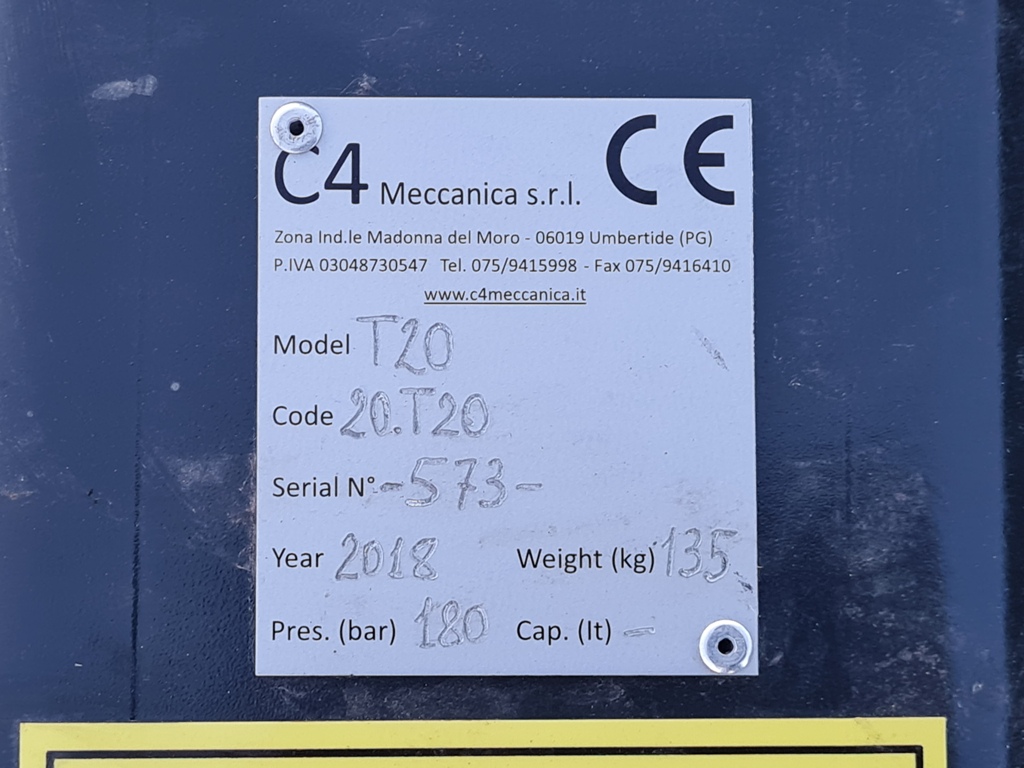 C4 Meccanica s.r.l. CE
Zona Ind.le Madonna del Moro - 06019 Umbertide (PG)
P.IVA 03048730547 Tel. 075/9415998 - Fax 075/9416410
www.c4meccanica.it
Model T20
Code 20.T20
Serial N° -573-
Year 2018 Weight (kg) 135
Pres. (bar) 180 Cap. (lt) -